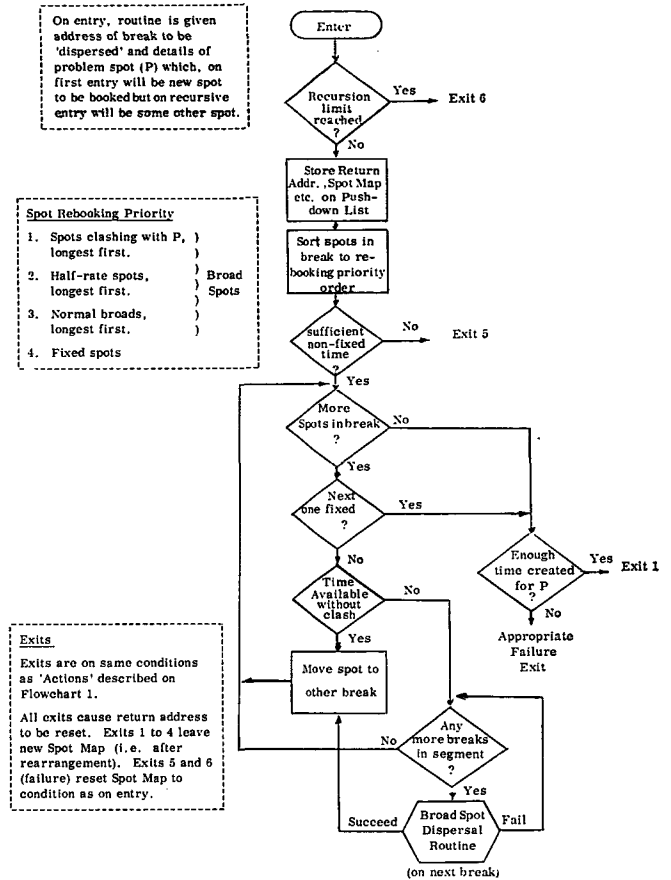 On entry, routine is given
address of break to be
'dispersed' and details of
problem spot (P) which, on
first entry will be new spot
to be booked but on recursive
entry will be some other spot.
Enter
Recursion
limit
reached
?
Yes
Exit 6
No
Store Return
Addr., Spot Map
etc. on Push-
down List
Sort spots in
break to re-
booking priority
order
Spot Rebooking Priority
1. Spots clashing with P, )
longest first. )
)
2. Half-rate spots, ) Broad
longest first. ) Spots
)
3. Normal broads, )
longest first. )
4. Fixed spots
sufficient
non-fixed
time
?
No
Exit 5
Yes
More
Spots in break
?
No
Yes
Next
one fixed
?
Yes
No
Enough
time created
for P
?
Yes
Exit 1
No
Appropriate
Failure
Exit
Time
Available
without
clash
No
Yes
Move spot to
other break
Exits
Exits are on same conditions
as 'Actions' described on
Flowchart 1.
All exits cause return address
to be reset. Exits 1 to 4 leave
new Spot Map (i.e. after
rearrangement). Exits 5 and 6
(failure) reset Spot Map to
condition as on entry.
Any
more breaks
in segment
?
No
Yes
Broad Spot
Dispersal
Routine
Succeed
Fail
(on next break)